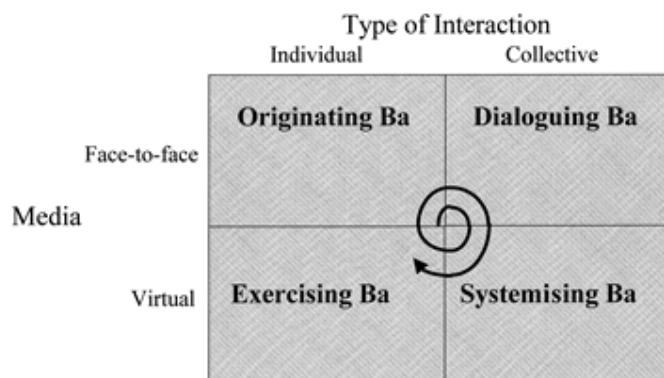 Type of Interaction
Individual Collective
Originating Ba Dialoguing Ba
Face-to-face
Media
Virtual Exercising Ba Systemising Ba